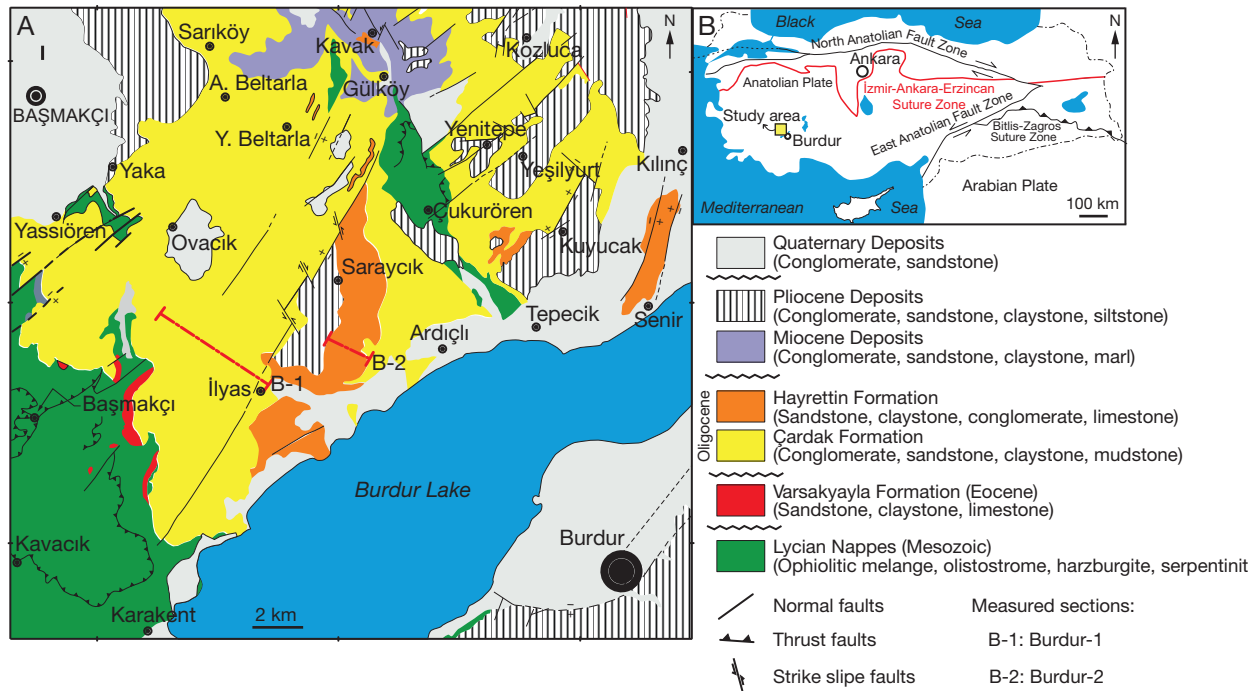 A
N
Sarıköy
Kavak
Kozluca
I
A. Beltarla
Gülköy
BAŞMAKÇI
Y. Beltarla
Yenitepe
Yaka
Yeşilyurt
Kılınç
Yassıören
Ovacık
Çukurören
Kuyucak
Saraycık
Tepecik
Senir
Ardıçlı
B-2
İlyas
B-1
Başmakçı
Burdur Lake
Kavacık
Burdur
Karakent
2 km
B
Black
Sea
N
North Anatolian Fault Zone
Ankara
Anatolian Plate
İzmir-Ankara-Erzincan
Suture Zone
Study area
Burdur
East Anatolian Fault Zone
Bitlis-Zagros
Suture Zone
Arabian Plate
Mediterranean
Sea
100 km
Quaternary Deposits
(Conglomerate, sandstone)
Pliocene Deposits
(Conglomerate, sandstone, claystone, siltstone)
Miocene Deposits
(Conglomerate, sandstone, claystone, marl)
Oligocene
Hayrettin Formation
(Sandstone, claystone, conglomerate, limestone)
Çardak Formation
(Conglomerate, sandstone, claystone, mudstone)
Varsakyayla Formation (Eocene)
(Sandstone, claystone, limestone)
Lycian Nappes (Mesozoic)
(Ophiolitic melange, olistostrome, harzburgite, serpentinit
Normal faults
Measured sections:
Thrust faults
B-1: Burdur-1
Strike slipe faults
B-2: Burdur-2